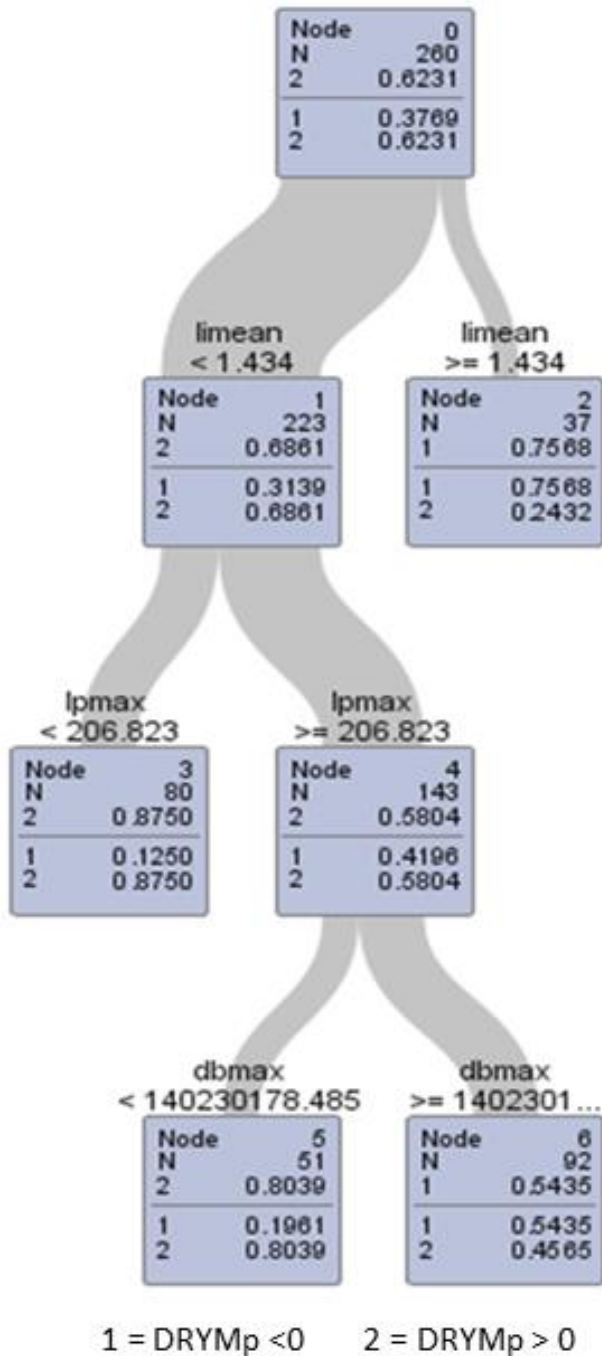 Node 0
N 260
2 0.6231
1 0.3769
2 0.6231
limean
< 1.434
limean
>= 1.434
Node 1
N 223
2 0.6861
1 0.3139
2 0.6861
Node 2
N 37
1 0.7568
1 0.7568
2 0.2432
lpmax
< 206.823
lpmax
>= 206.823
Node 3
N 80
2 0.8750
1 0.1250
2 0.8750
Node 4
N 143
2 0.5804
1 0.4196
2 0.5804
dbmax
< 140230178.485
dbmax
>= 1402301...
Node 5
N 51
2 0.8039
1 0.1961
2 0.8039
Node 6
N 92
1 0.5435
1 0.5435
2 0.4565
1 = DRYMp <0 2 = DRYMp > 0